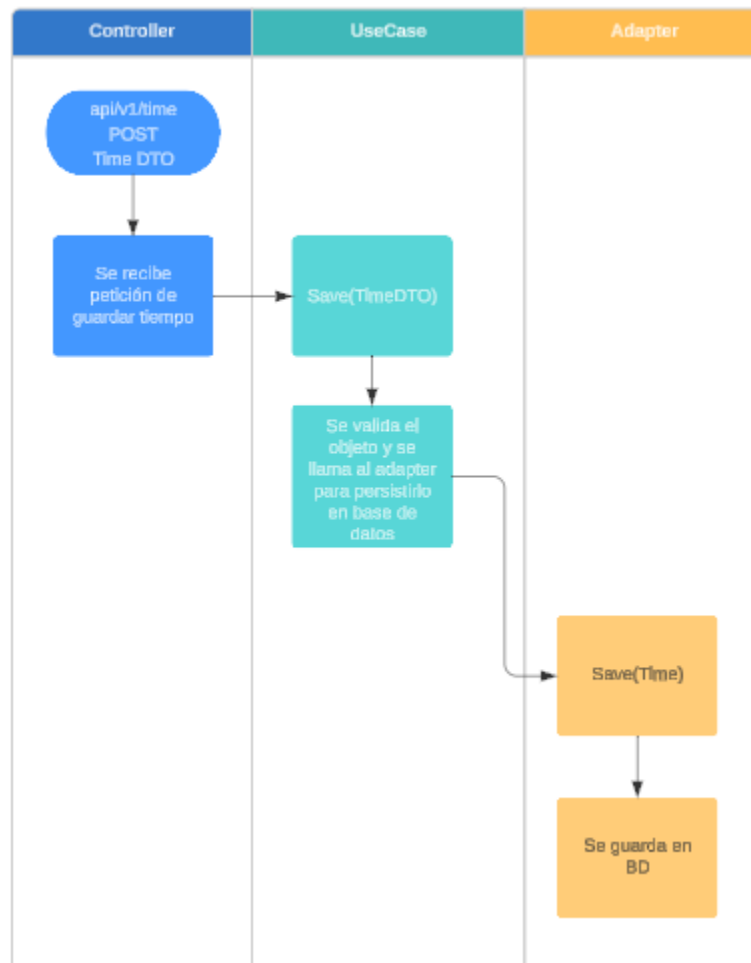 Controller
UseCase
Adapter
api/v1/time
POST
Time DTO
Se recibe
petición de
guardar tiempo
Save(TimeDTO)
Se valida el
objeto y se
llama al adapter
para persistirlo
en base de
datos
Save(Time)
Se guarda en
BD